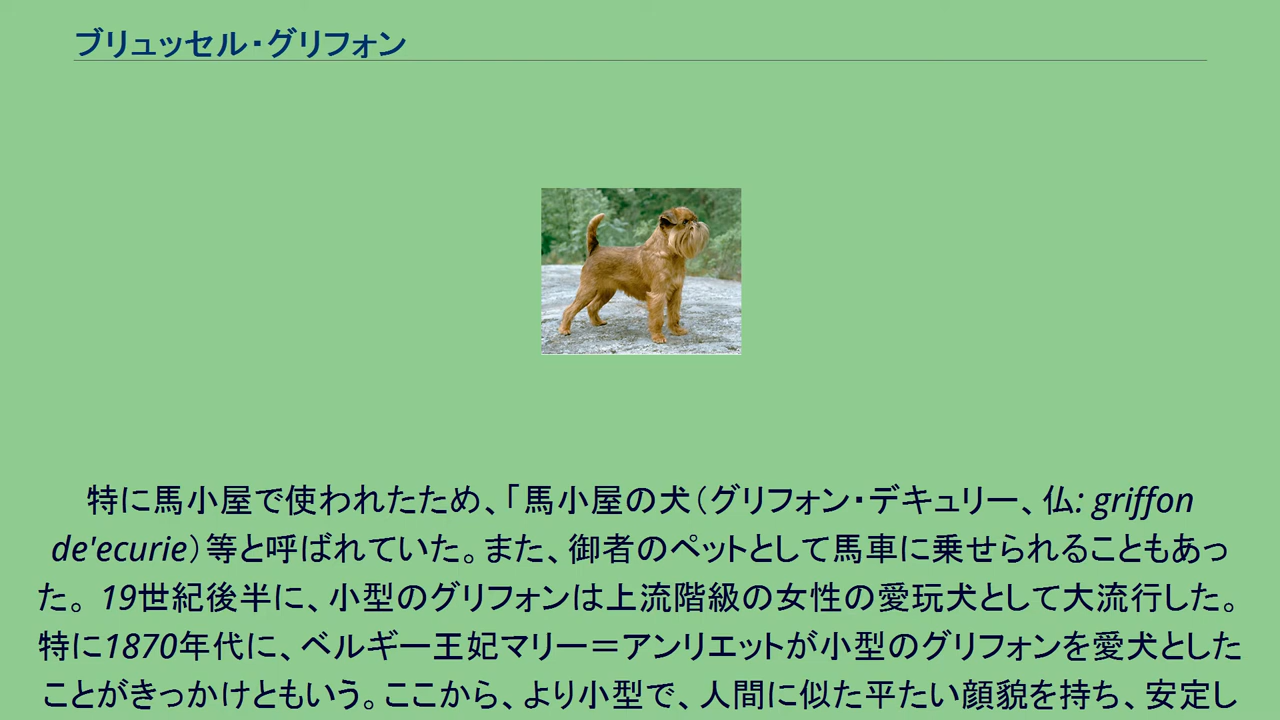 ブリュッセル・グリフォン
特に馬小屋で使われたため、「馬小屋の犬（グリフォン・デキュリー、仏: griffon
de'ecurie）等と呼ばれていた。また、御者のペットとして馬車に乗せられることもあっ
た。 19世紀後半に、小型のグリフォンは上流階級の女性の愛玩犬として大流行した。
特に1870年代に、ベルギー王妃マリー＝アンリエットが小型のグリフォンを愛犬とした
ことがきっかけともいう。ここから、より小型で、人間に似た平たい顔貌を持ち、安定し